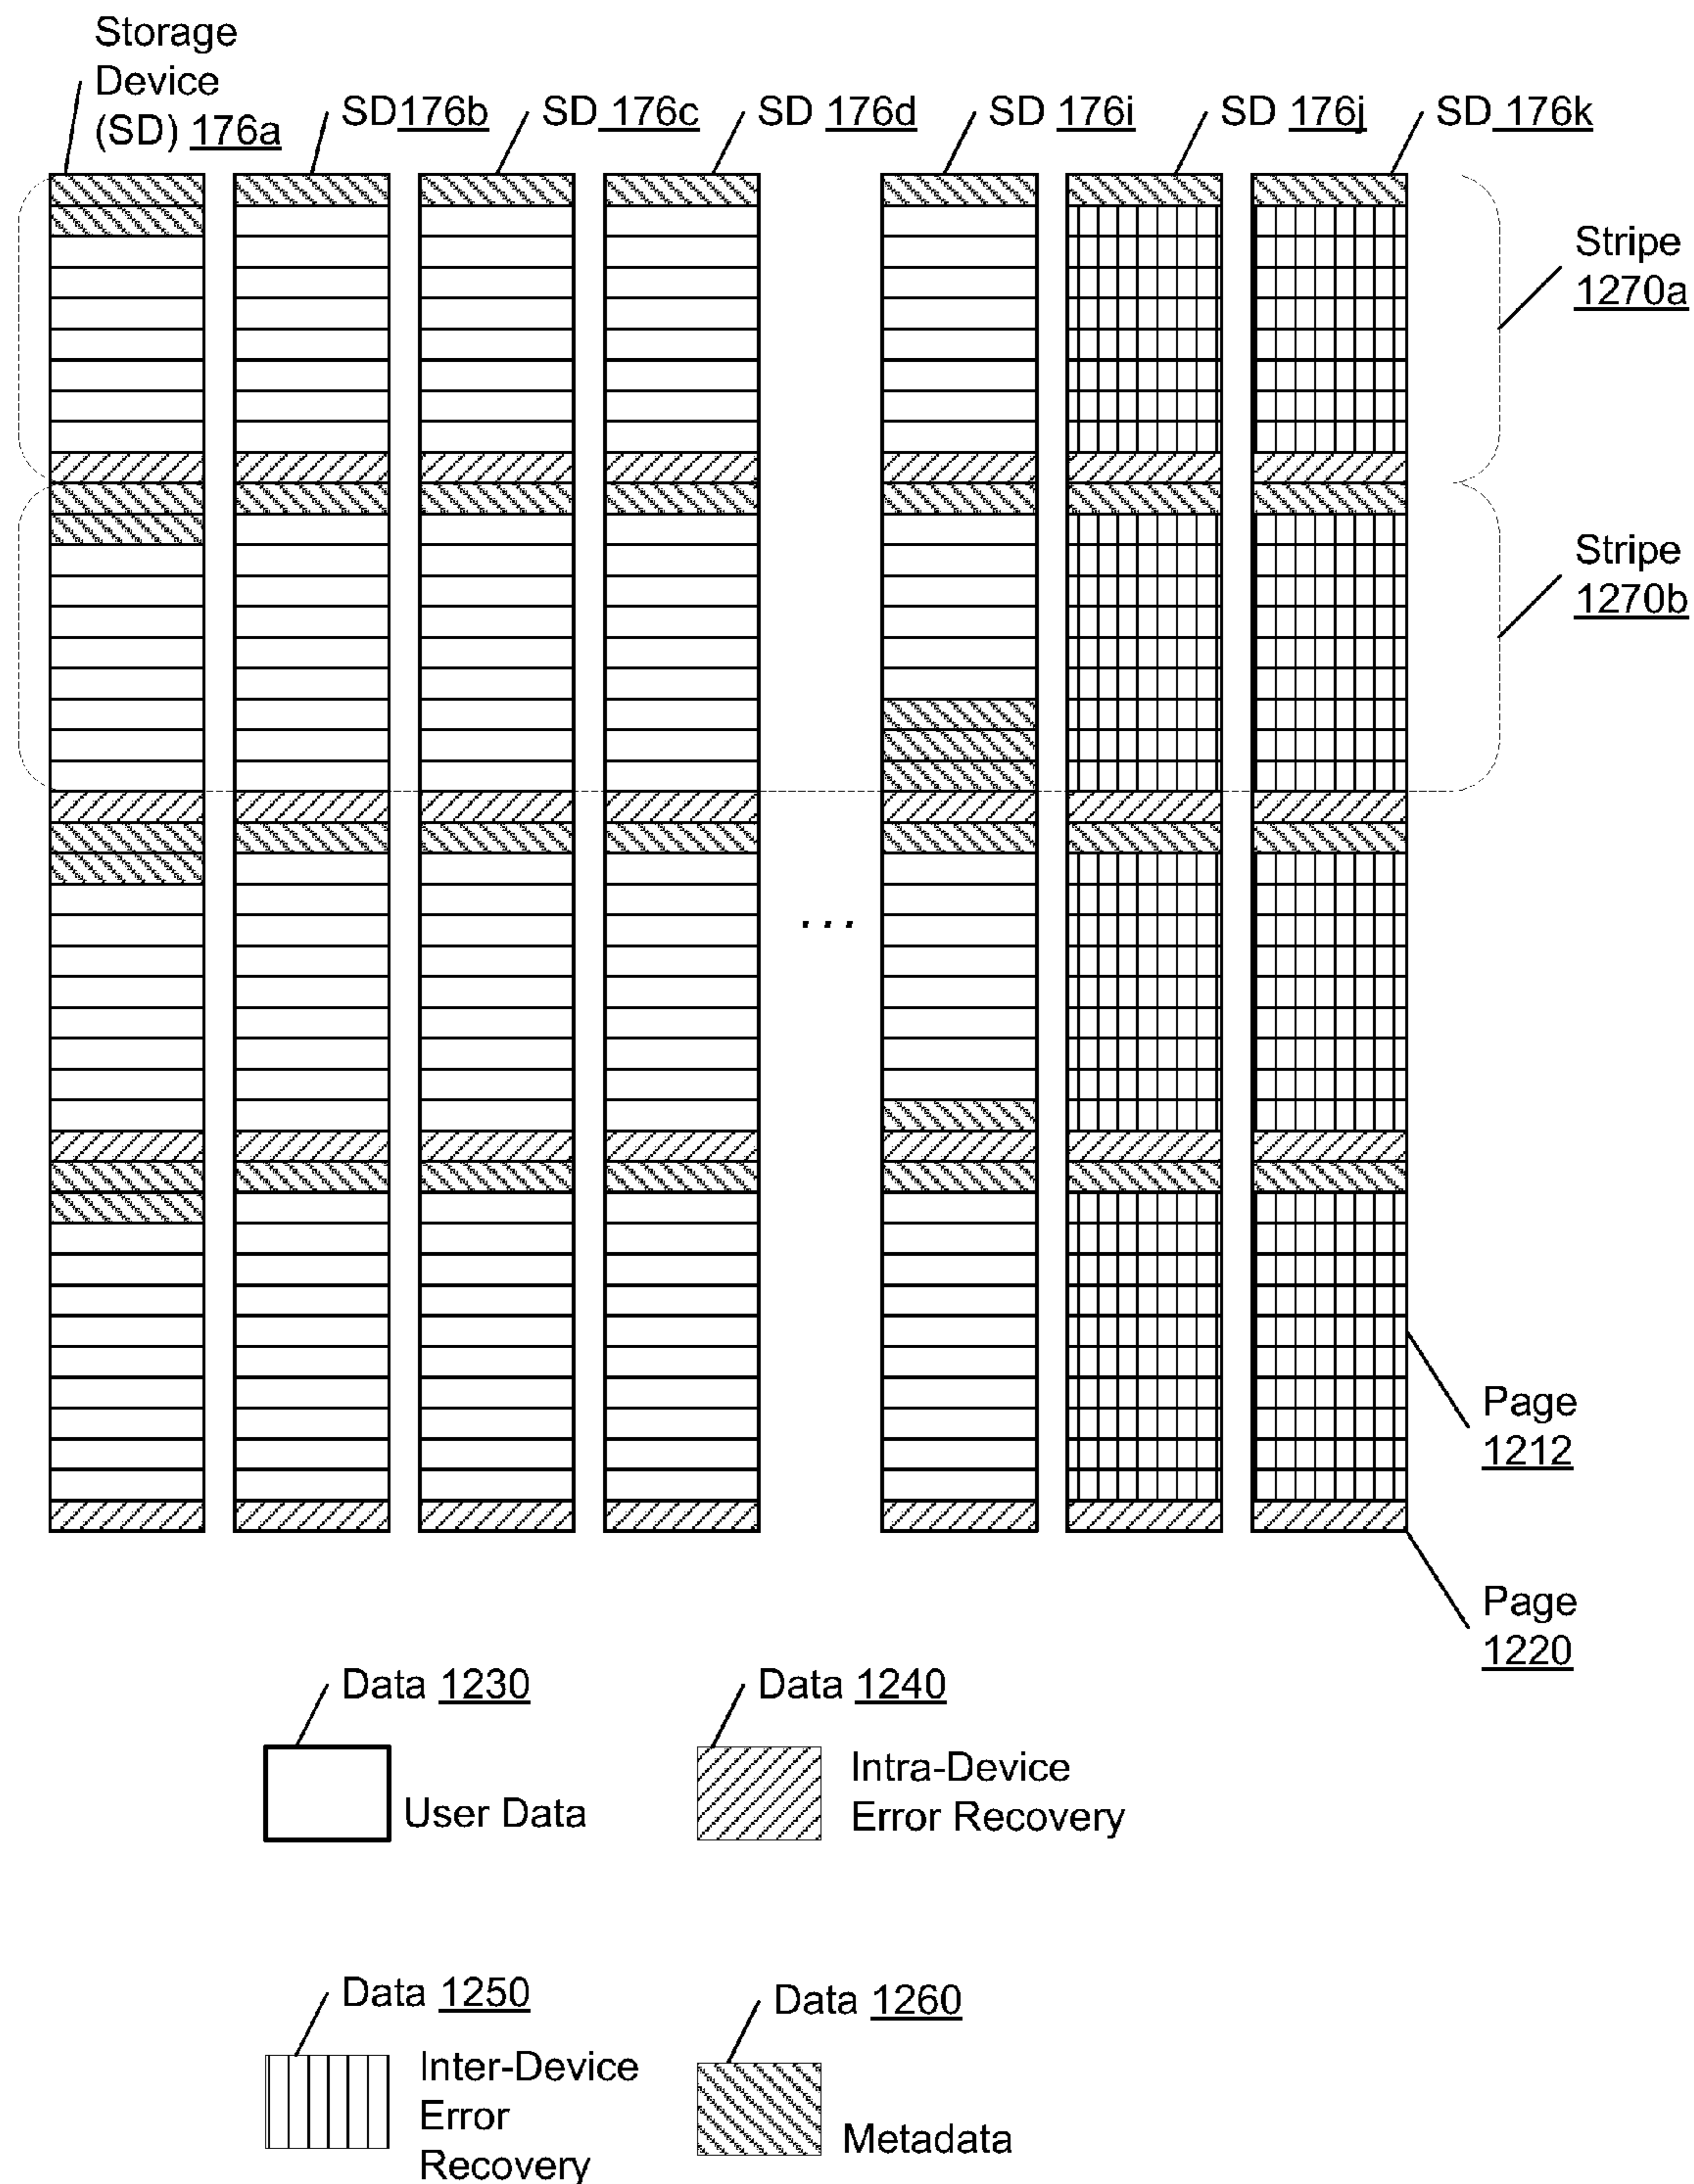 Storage
Device
(SD) 176a
SD176b
SD 176c
SD 176d
SD 176i
SD 176j
SD 176k
Stripe
1270a
Stripe
1270b
...
Page
1212
Page
1220
Data 1230
User Data
Data 1240
Intra-Device
Error Recovery
Data 1250
Inter-Device
Error
Recovery
Data 1260
Metadata